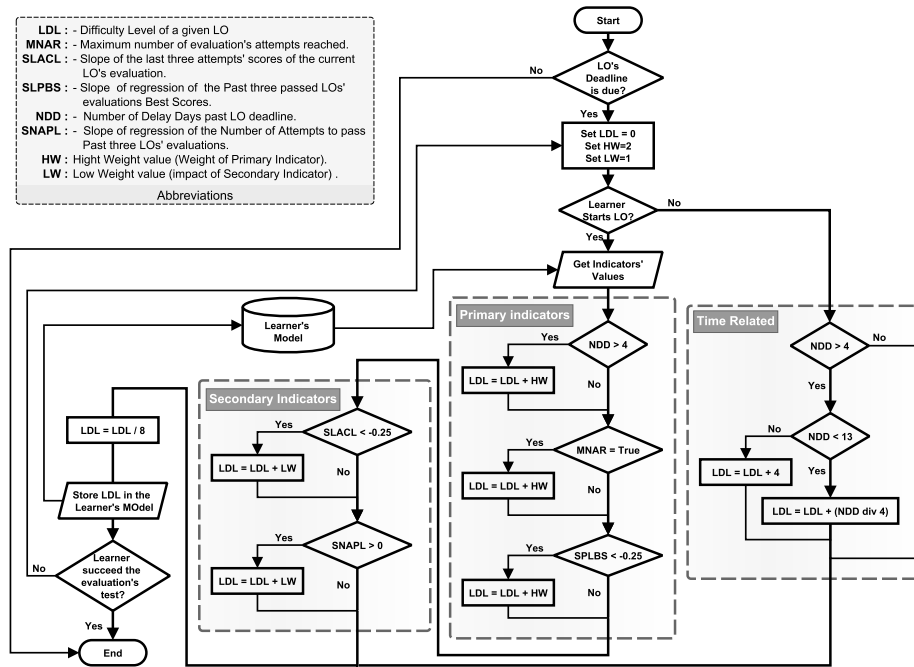 LDL : - Difficulty Level of a given LO
MNAR : - Maximum number of evaluation's attempts reached.
SLACL : - Slope of the last three attempts' scores of the current
LO's evaluation.
SLPBS : - Slope of regression of the Past three passed LOs'
evaluations Best Scores.
NDD : - Number of Delay Days past LO deadline.
SNAPL : - Slope of regression of the Number of Attempts to pass
Past three LOs' evaluations.
HW : Hight Weight value (Weight of Primary Indicator).
LW : Low Weight value (impact of Secondary Indicator) .
Abbreviations
Start
LO's
Deadline
is due?
No
Yes
Set LDL = 0
Set HW=2
Set LW=1
Learner
Starts LO?
No
Yes
Get Indicators'
Values
Learner's
Model
Primary indicators
NDD > 4
Yes
No
LDL = LDL + HW
MNAR = True
Yes
No
LDL = LDL + HW
SPLBS < -0.25
Yes
No
LDL = LDL + HW
Time Related
NDD > 4
No
Yes
NDD < 13
No
Yes
LDL = LDL + 4
LDL = LDL + (NDD div 4)
Secondary Indicators
SLACL < -0.25
Yes
No
LDL = LDL + LW
SNAPL > 0
Yes
No
LDL = LDL + LW
LDL = LDL / 8
Store LDL in the
Learner's MOdel
Learner
succeed the
evaluation's
test?
No
Yes
End